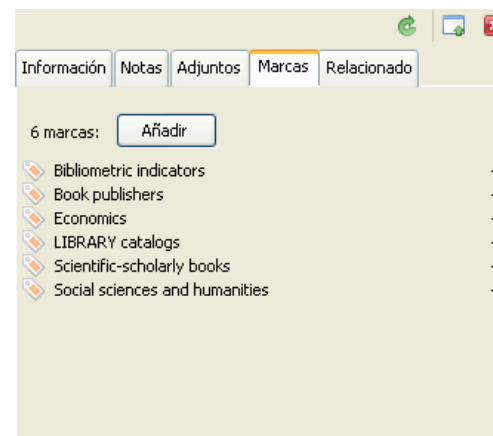 Información Notas Adjuntos Marcas Relacionado
6 marcas: Añadir
Bibliometric indicators
Book publishers
Economics
LIBRARY catalogs
Scientific-scholarly books
Social sciences and humanities